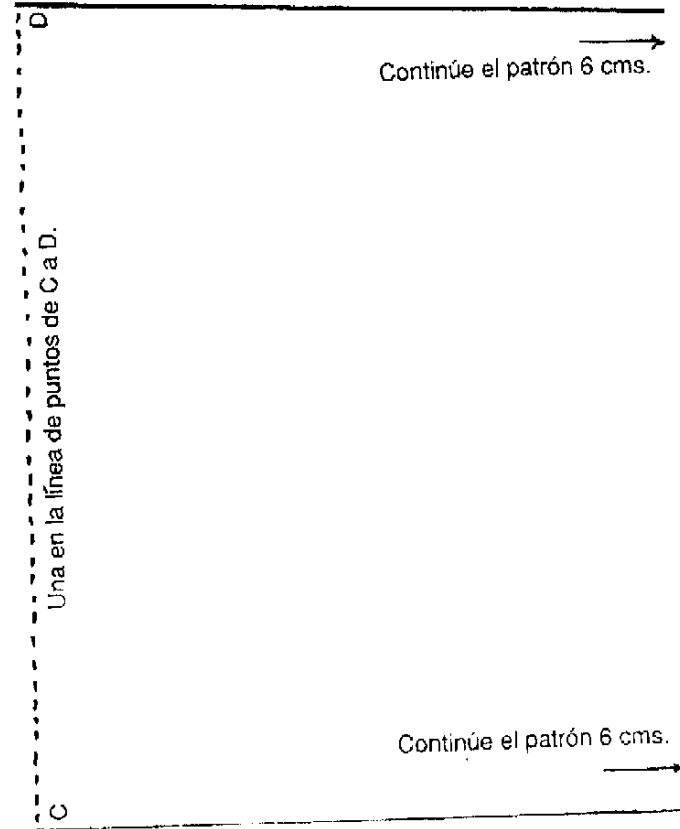 D
Continúe el patrón 6 cms.
Una en la línea de puntos de C a D.
Continúe el patrón 6 cms.
C